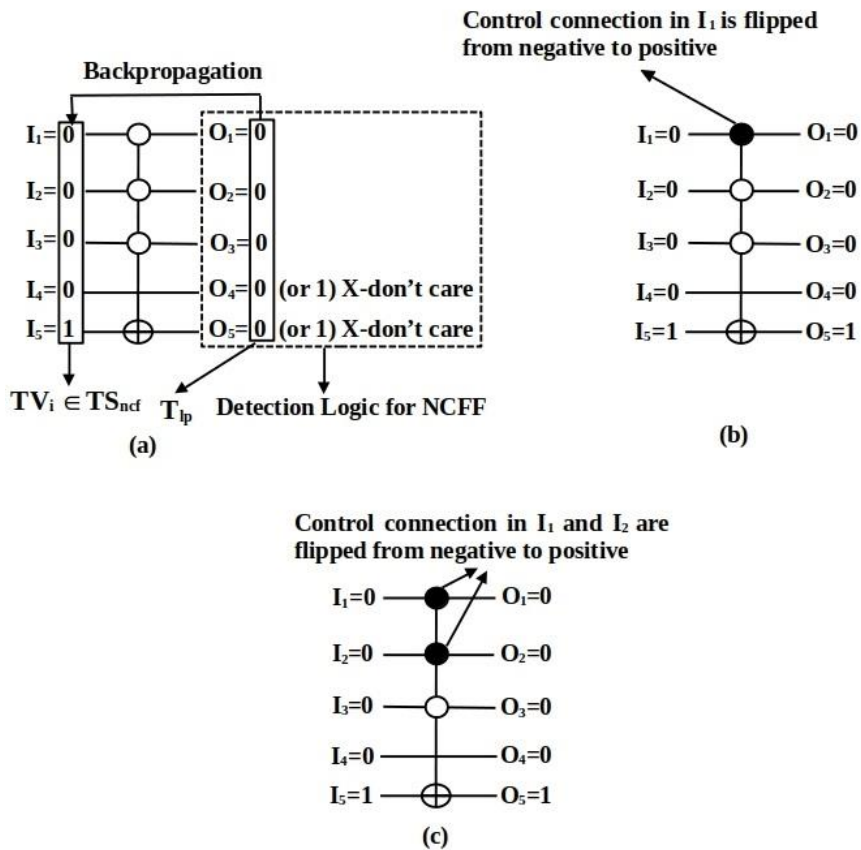 Control connection in I₁ is flipped
from negative to positive
Backpropagation
I₁= 0 O₁= 0
I₂= 0 O₂= 0
I₃= 0 O₃= 0
I₄= 0 O₄= 0 (or 1) X-don't care
I₅= 1 O₅= 0 (or 1) X-don't care
TVᵢ ∈ TSncf Tlp Detection Logic for NCFF
(a)
I₁=0 O₁=0
I₂=0 O₂=0
I₃=0 O₃=0
I₄=0 O₄=0
I₅=1 O₅=1
(b)
Control connection in I₁ and I₂ are
flipped from negative to positive
I₁=0 O₁=0
I₂=0 O₂=0
I₃=0 O₃=0
I₄=0 O₄=0
I₅=1 O₅=1
(c)